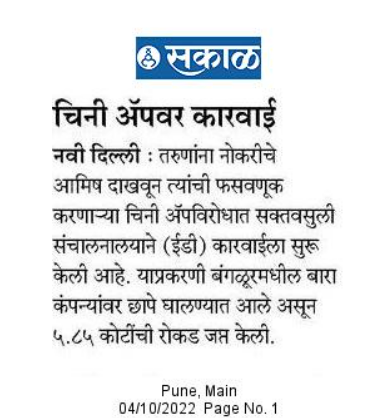 सकाळ
चिनी ॲपवर कारवाई
नवी दिल्ली : तरुणांना नोकरीचे
आमिष दाखवून त्यांची फसवणूक
करणाऱ्या चिनी ॲपविरोधात सक्तवसुली
संचालनालयाने (ईडी) कारवाईला सुरू
केली आहे. याप्रकरणी बंगळूरमधील बारा
कंपन्यांवर छापे घालण्यात आले असून
५.८५ कोटींची रोकड जप्त केली.
Pune, Main
04/10/2022 Page No. 1